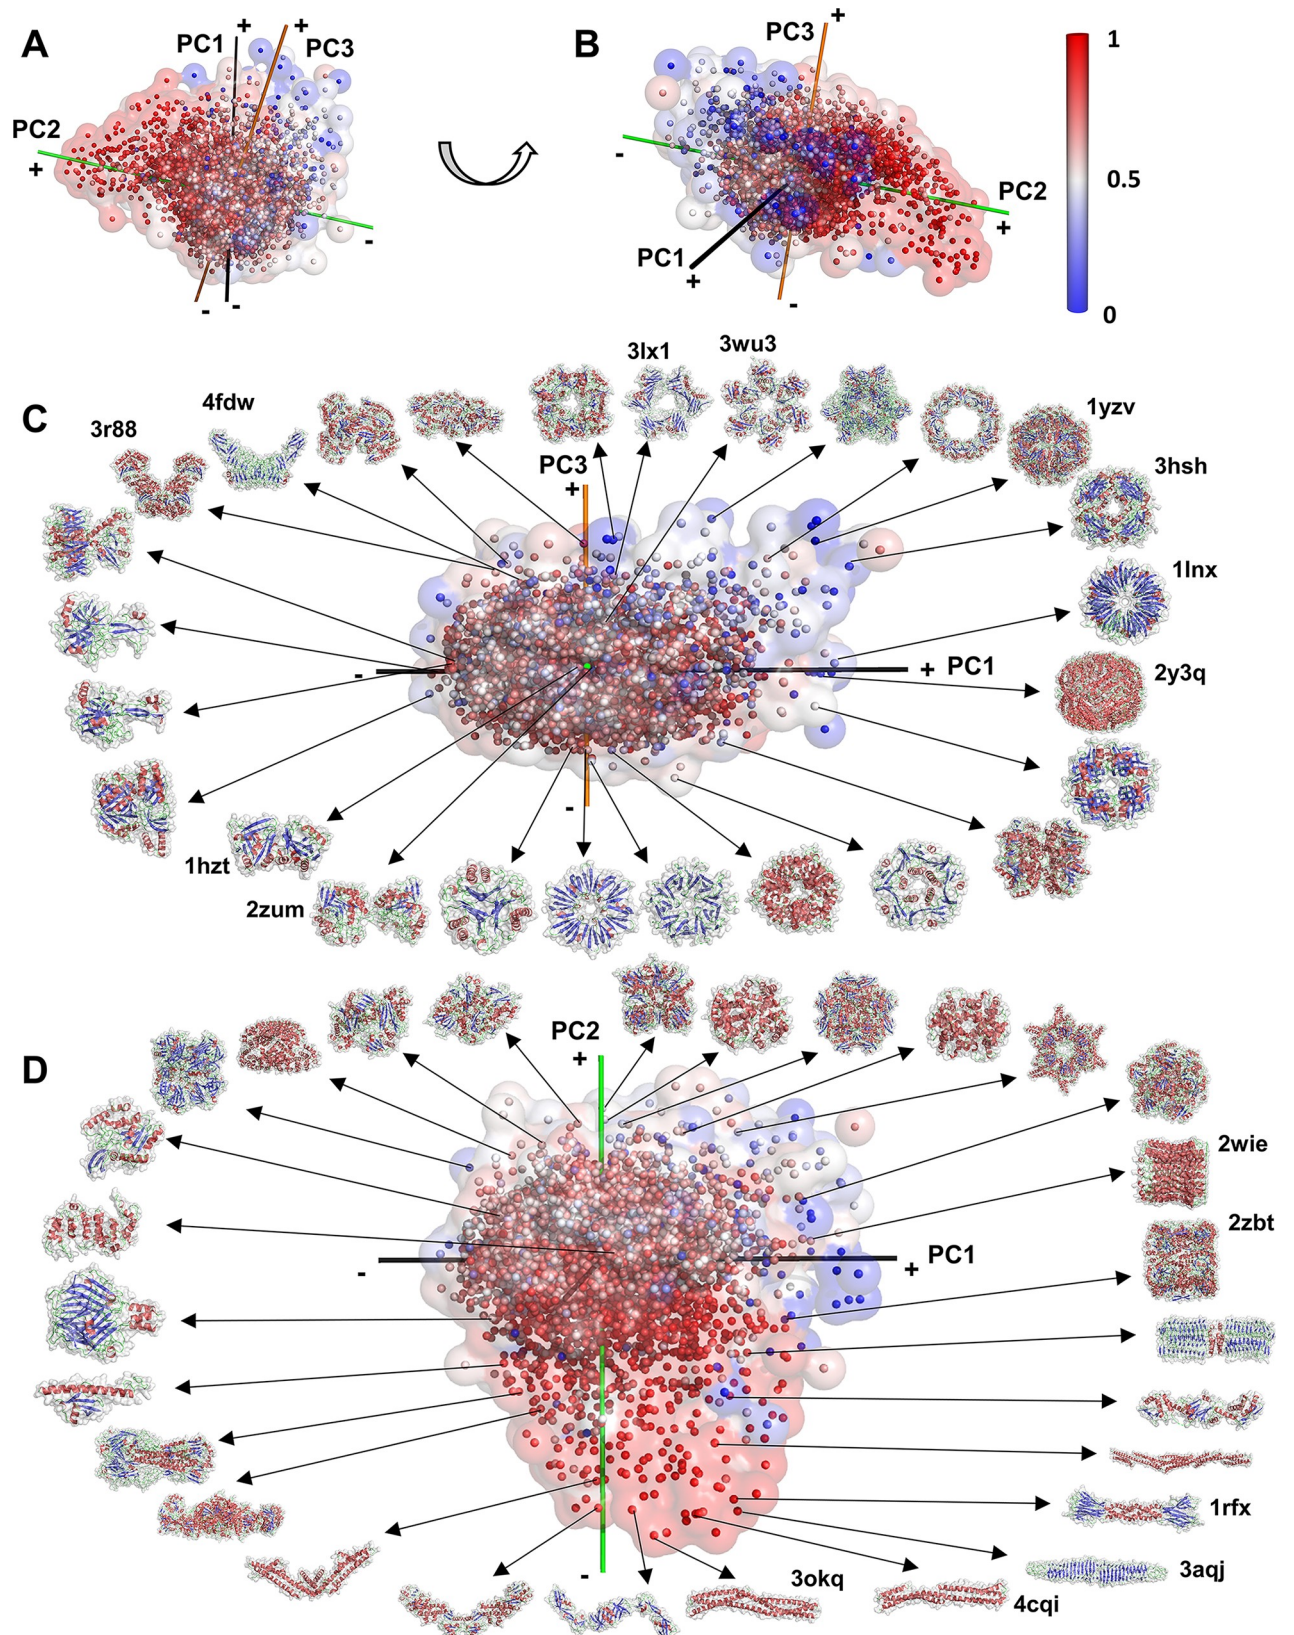 A
+
+
PC1
PC3
PC2
+
-
-
-
B
+
PC3
-
PC2
+
PC1
+
-
1
0.5
0
C
3lx1
3wu3
4fdw
1yzv
3r88
3hsh
PC3
+
1lnx
-
+ PC1
2y3q
-
1hzt
2zum
D
PC2
+
2wie
2zbt
-
PC1
+
1rfx
-
3okq
3aqj
4cqi